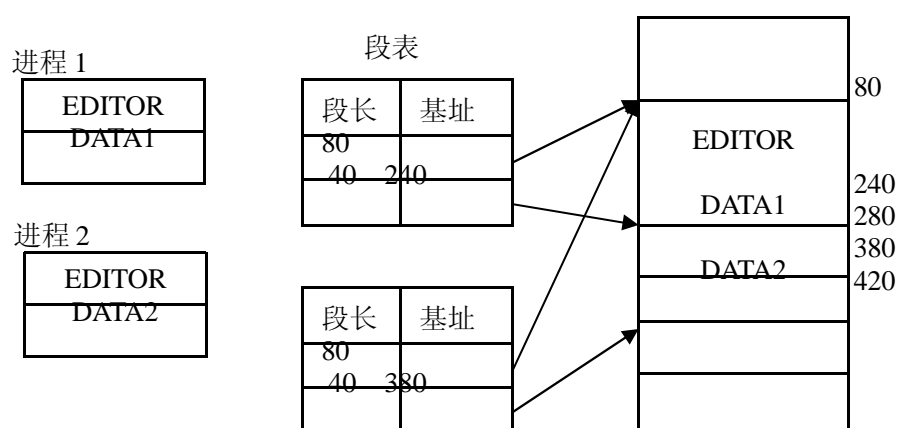 进程 1
EDITOR
DATA1
进程 2
EDITOR
DATA2
段表
段长 基址
80
40 240
段长 基址
80
40 380
EDITOR
DATA1
DATA2
80
240
280
380
420